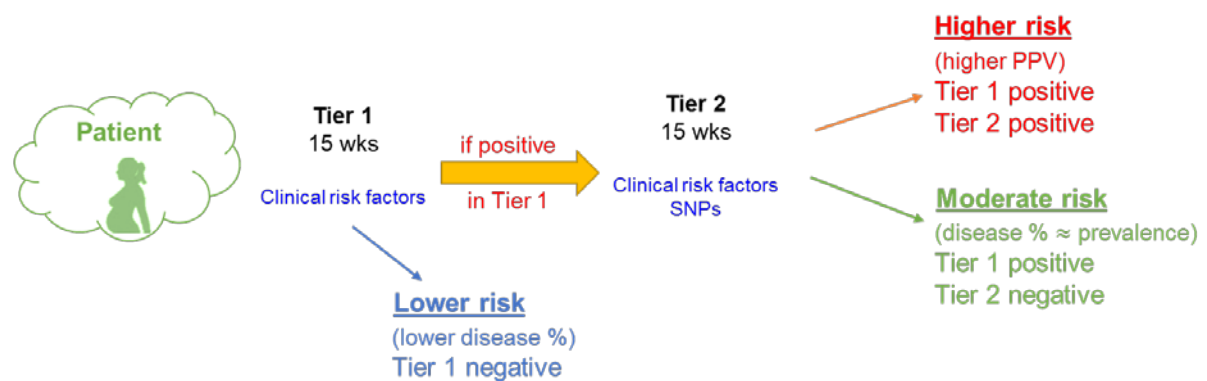 Patient
Tier 1
15 wks
Clinical risk factors
if positive
in Tier 1
Tier 2
15 wks
Clinical risk factors
SNPs
Higher risk
(higher PPV)
Tier 1 positive
Tier 2 positive
Moderate risk
(disease % ≈ prevalence)
Tier 1 positive
Tier 2 negative
Lower risk
(lower disease %)
Tier 1 negative